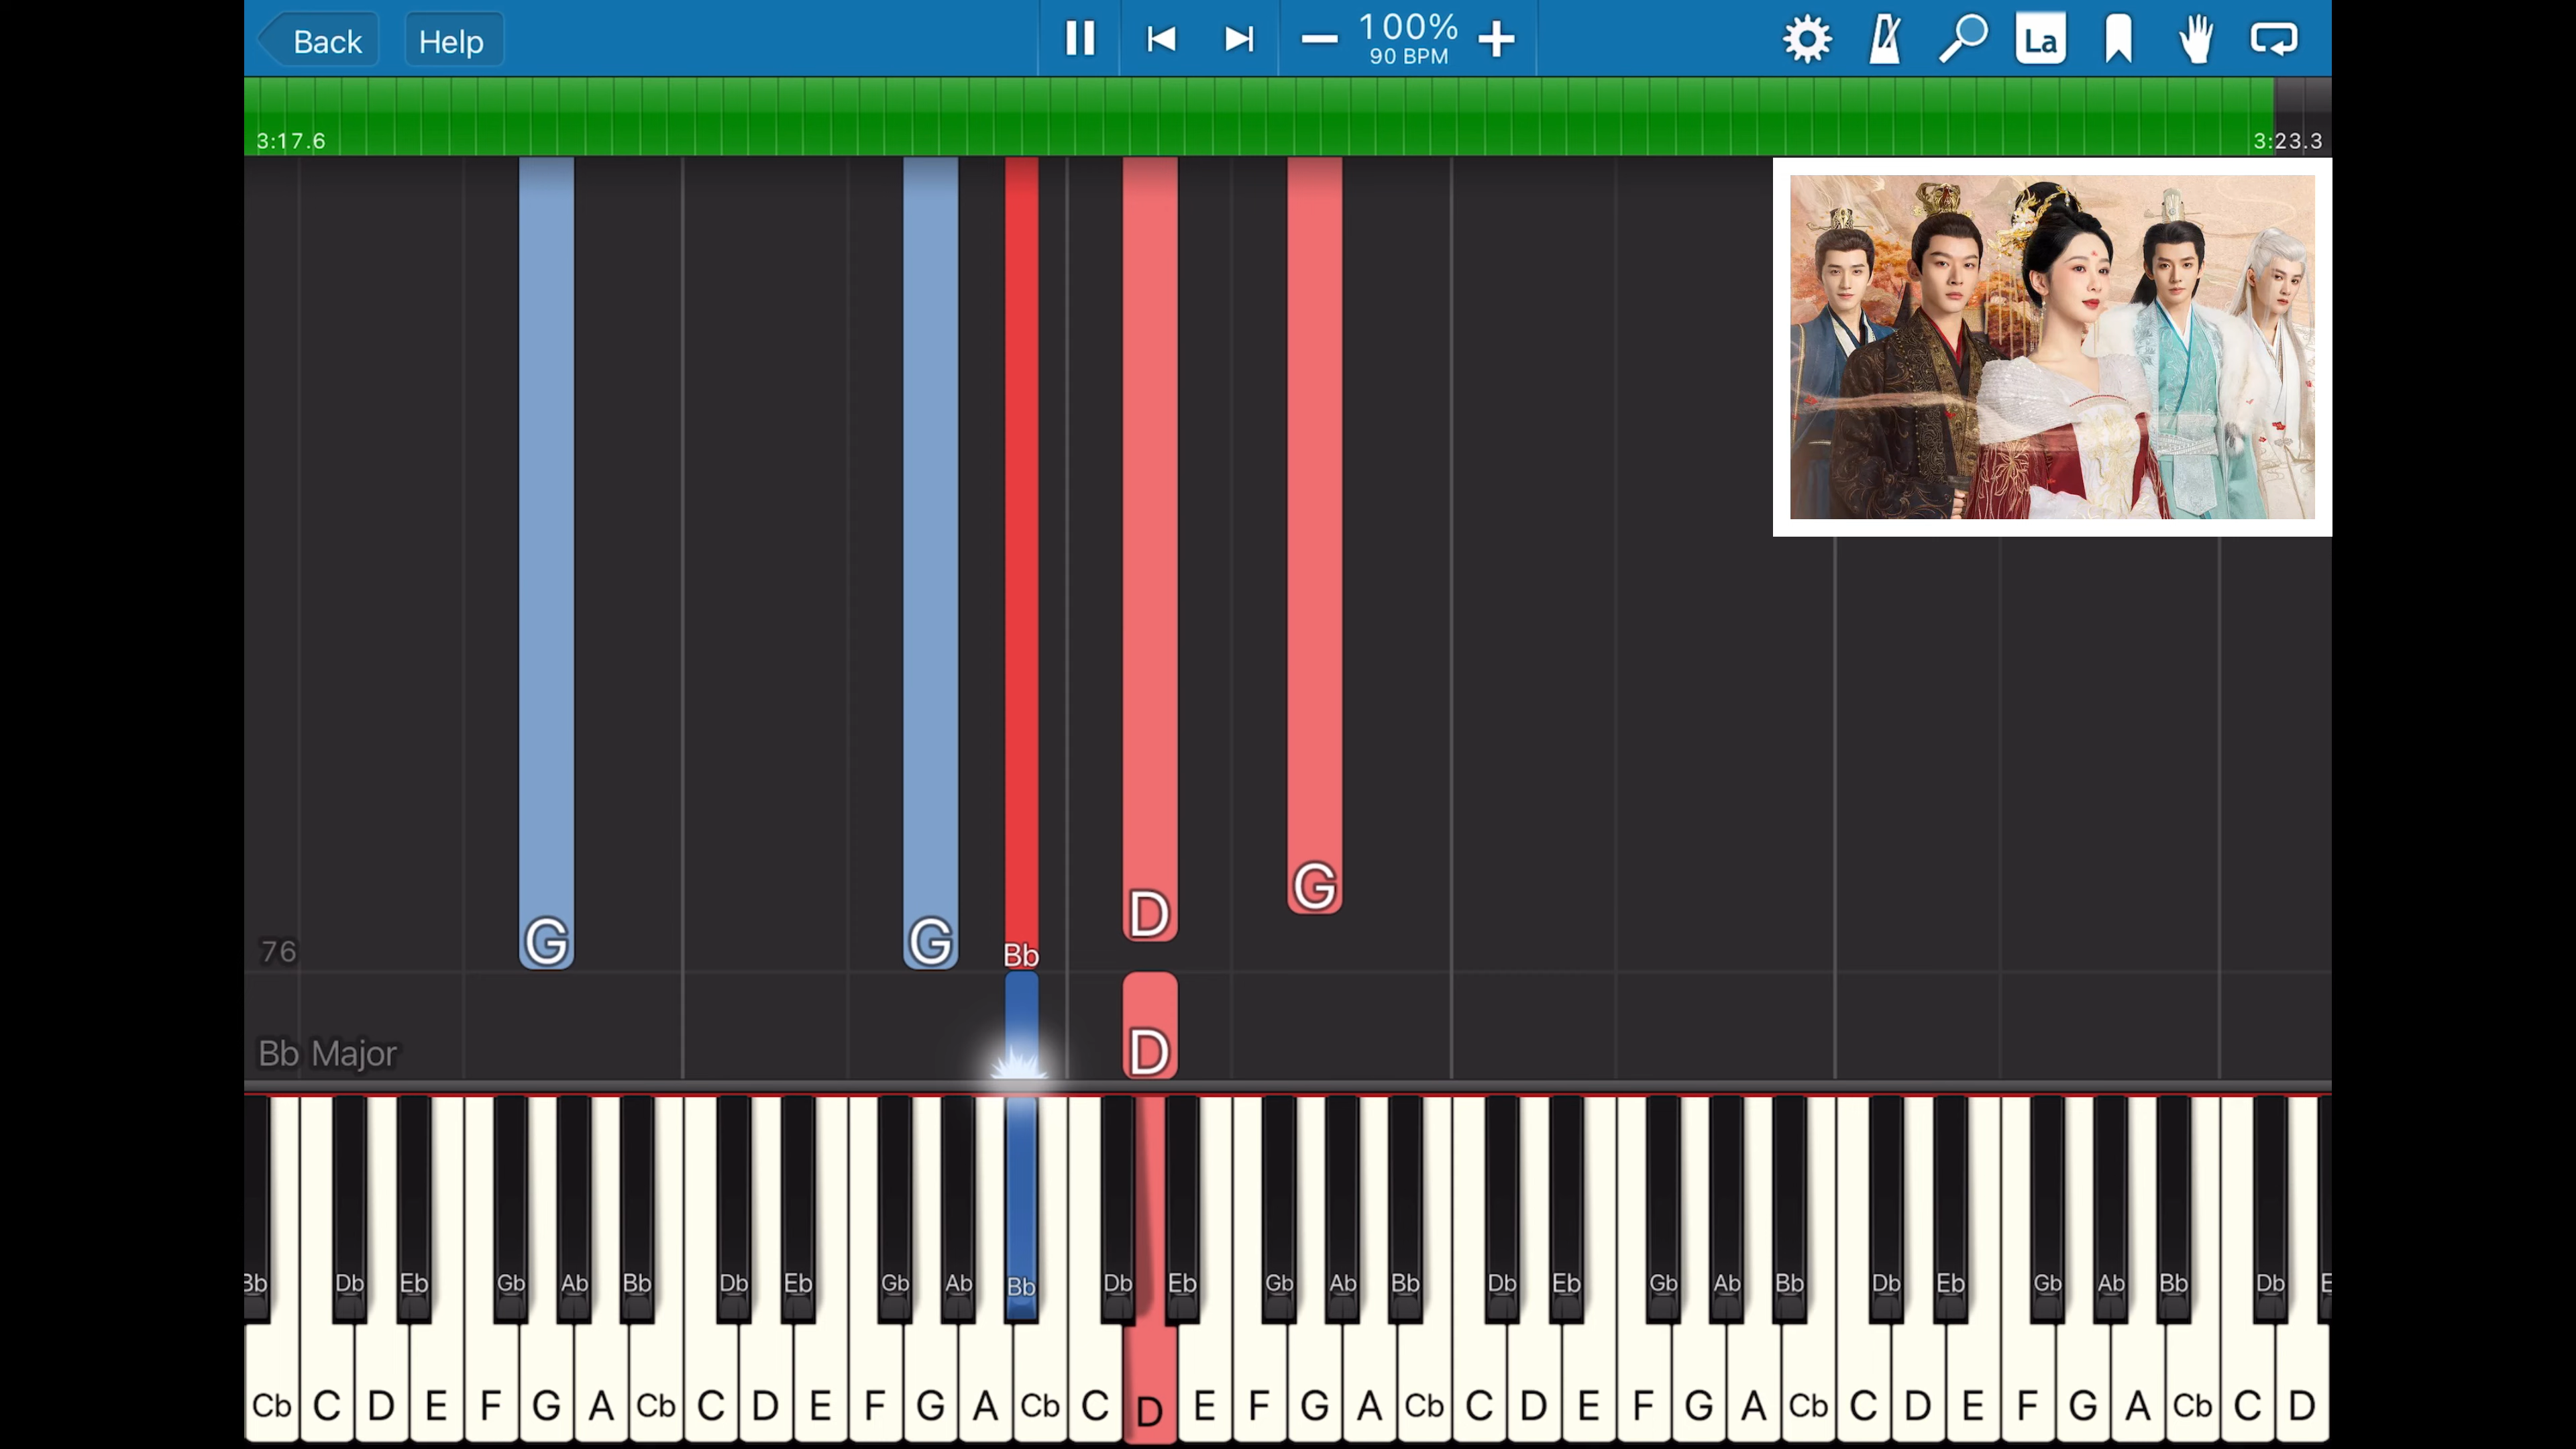 Back Help 100% La
90 BPM
3:17.6 3:23.3
G
D
76 G G Bb
D
Bb Major
Bb Db Eb Gb Ab Bb Db Eb Gb Ab Bb Db Eb Gb Ab Bb Db Eb Gb Ab Bb Db Eb Gb Ab Bb Db E
Cb C D E F G A Cb C D E F G A Cb C D E F G A Cb C D E F G A Cb C D E F G A Cb C D